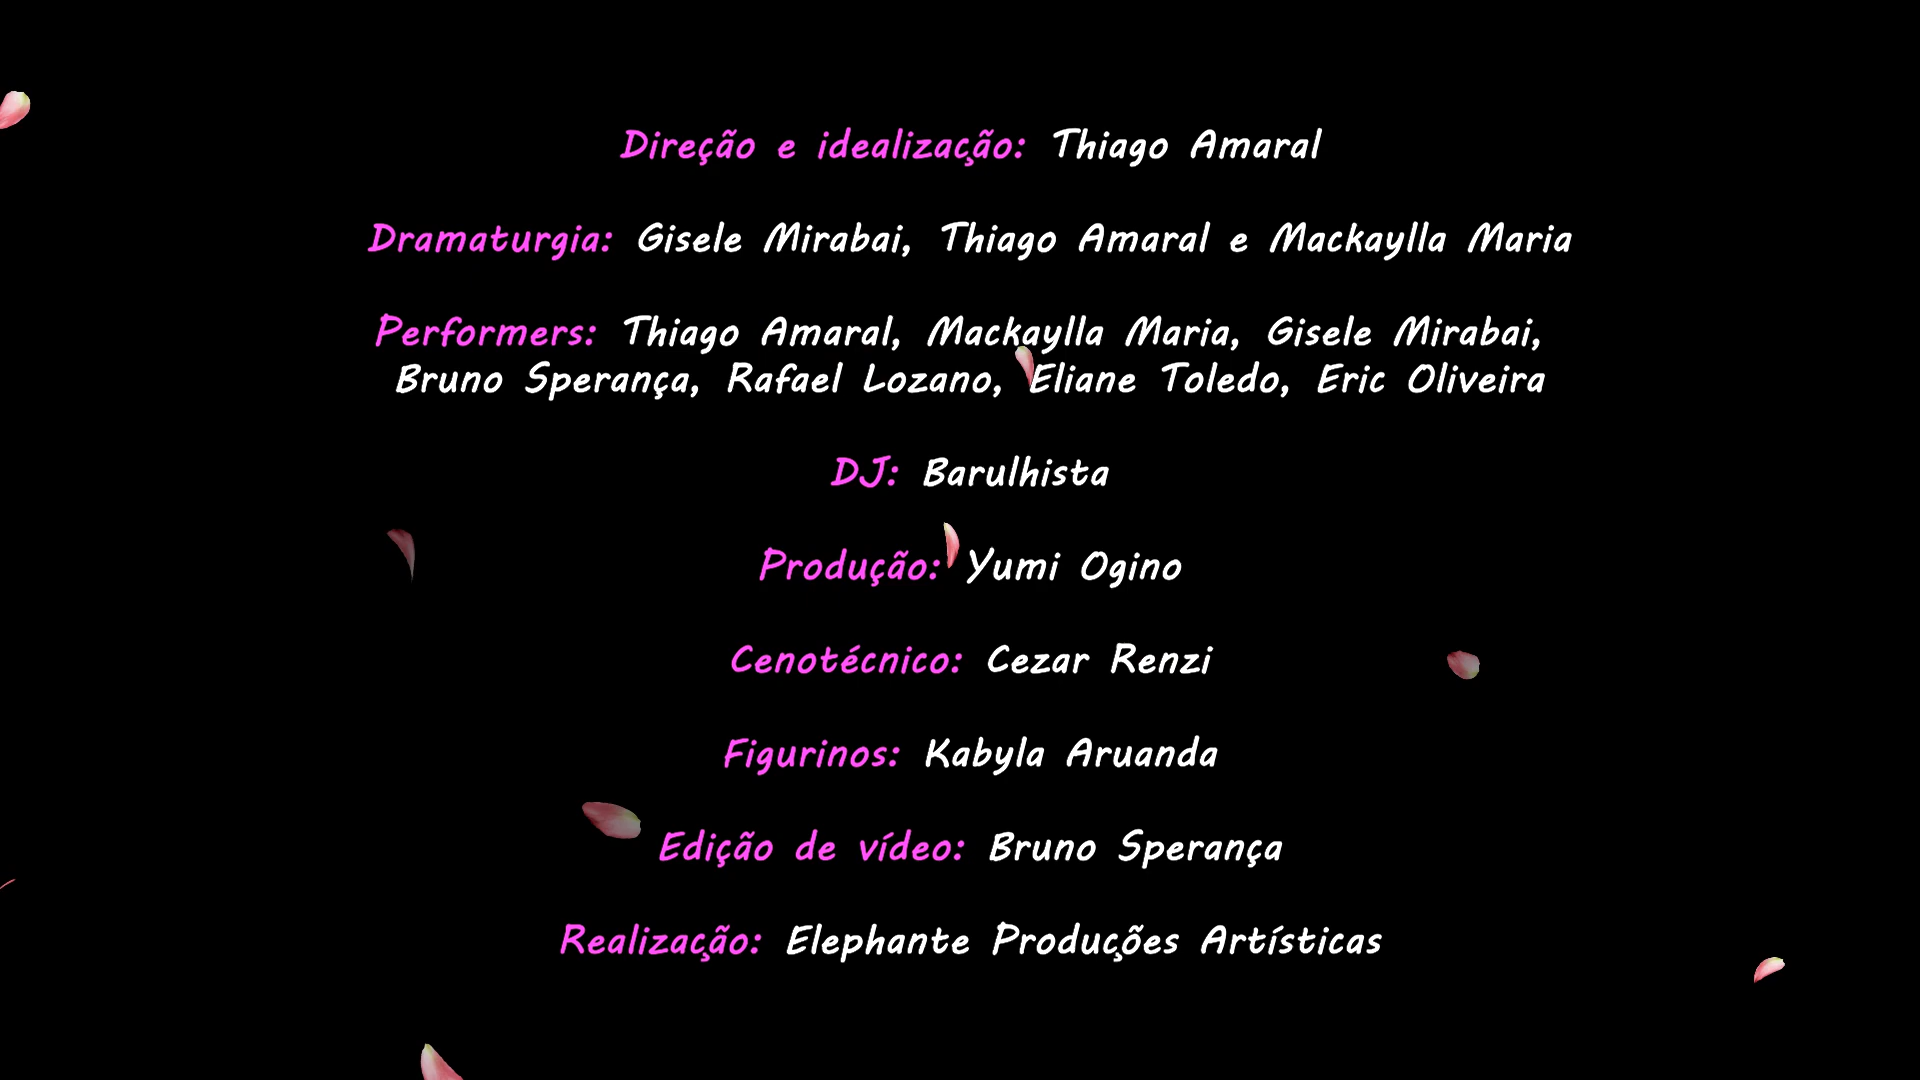 Direção e idealização: Thiago Amaral
Dramaturgia: Gisele Mirabai, Thiago Amaral e Mackaylla Maria
Performers: Thiago Amaral, Mackaylla Maria, Gisele Mirabai,
Bruno Sperança, Rafael Lozano, Eliane Toledo, Eric Oliveira
DJ: Barulhista
Produção: Yumi Ogino
Cenotécnico: Cezar Renzi
Figurinos: Kabyla Aruanda
Edição de vídeo: Bruno Sperança
Realização: Elephante Produções Artísticas